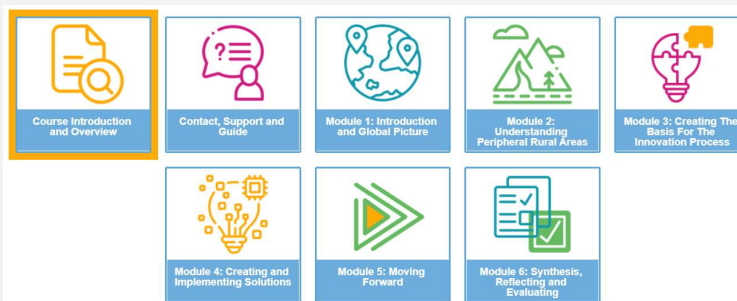 Course Introduction
and Overview
Contact, Support and
Guide
Module 1: Introduction
and Global Picture
Module 2:
Understanding
Peripheral Rural Areas
Module 3: Creating The
Basis For The
Innovation Process
Module 4: Creating and
Implementing Solutions
Module 5: Moving
Forward
Module 6: Synthesis,
Reflecting and
Evaluating